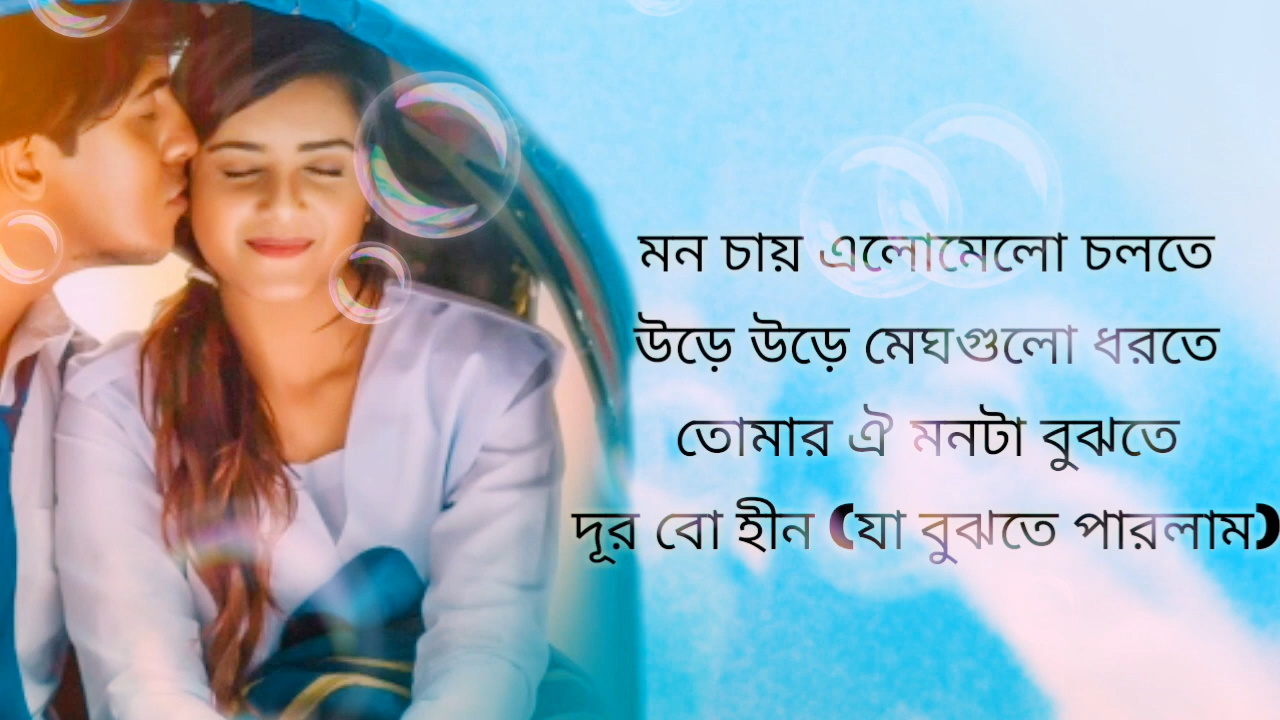 মন চায় এলোমেলো চলতে
উড়ে উড়ে মেঘগুলো ধরতে
তোমার ঐ মনটা বুঝতে
দূর বো হীন (যা বুঝতে পারলাম)